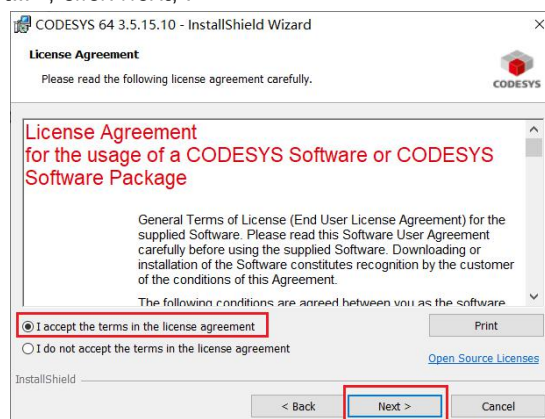 CODESYS 64 3.5.15.10 - InstallShield Wizard
License Agreement
Please read the following license agreement carefully.
CODESYS
License Agreement
for the usage of a CODESYS Software or CODESYS
Software Package
General Terms of License (End User License Agreement) for the
supplied Software. Please read this Software User Agreement
carefully before using the supplied Software. Downloading or
installation of the Software constitutes recognition by the customer
of the conditions of this Agreement.
The following conditions are agreed between you as the software
I accept the terms in the license agreement
Print
I do not accept the terms in the license agreement
Open Source Licenses
InstallShield
< Back
Next >
Cancel